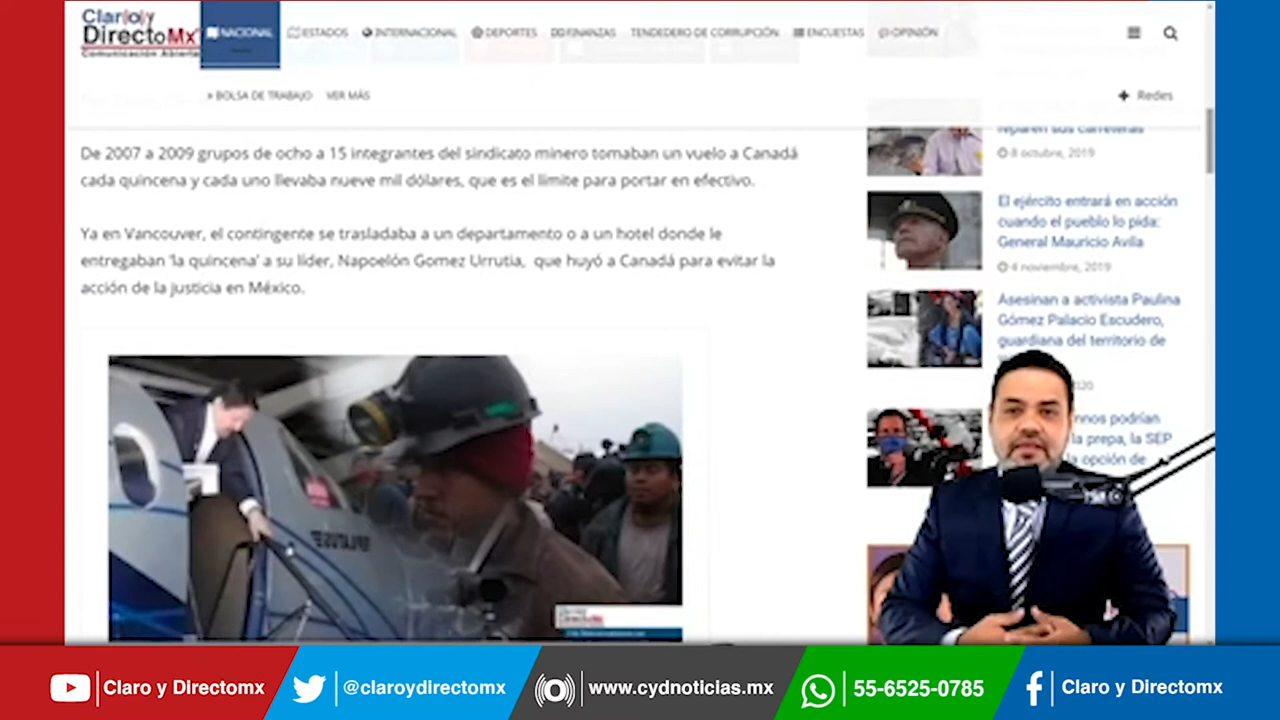 Claro y
DirectoMx
Comunicación Abierta
NACIONAL
ESTADOS
INTERNACIONAL
DEPORTES
FINANZAS
TENDEDERO DE CORRUPCIÓN
ENCUESTAS
OPINIÓN
> BOLSA DE TRABAJO
VER MÁS
+ Redes
De 2007 a 2009 grupos de ocho a 15 integrantes del sindicato minero tomaban un vuelo a Canadá
cada quincena y cada uno llevaba nueve mil dólares, que es el límite para portar en efectivo.
Ya en Vancouver, el contingente se trasladaba a un departamento o a un hotel donde le
entregaban ‘la quincena’ a su líder, Napoelón Gomez Urrutia, que huyó a Canadá para evitar la
acción de la justicia en México.
sus carreteras
8 octubre, 2019
El ejército entrará en acción
cuando el pueblo lo pida:
General Mauricio Avila
4 noviembre, 2019
Asesinan a activista Paulina
Gómez Palacio Escudero,
guardiana del territorio de
nnos podrían
la prepa, la SEP
la opción de
Claro y Directomx
@claroydirectomx
www.cydnoticias.mx
55-6525-0785
Claro y Directomx